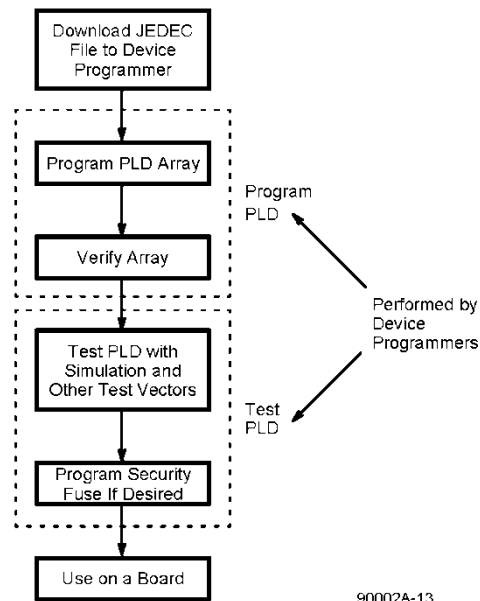 Download JEDEC
File to Device
Programmer
Program PLD Array
Verify Array
Program
PLD
Performed by
Device
Programmers
Test PLD with
Simulation and
Other Test Vectors
Test
PLD
Program Security
Fuse If Desired
Use on a Board
90002A-13